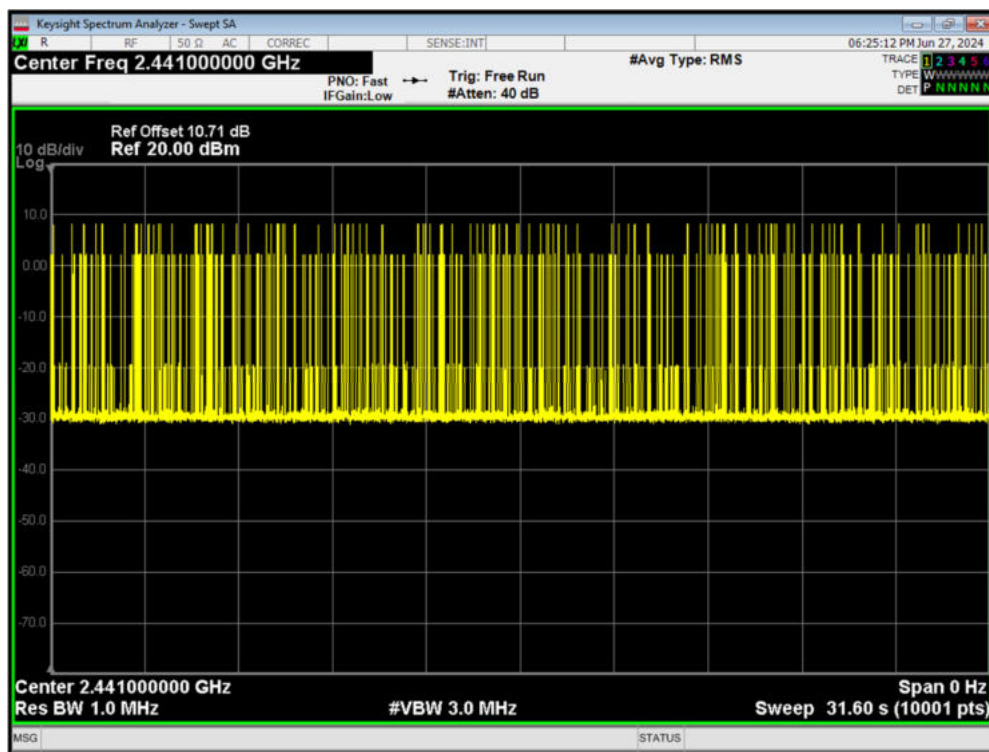 Keysight Spectrum Analyzer - Swept SA
LXI R RF 50 Ω AC CORREC SENSE:INT 06:25:12 PM Jun 27, 2024
Center Freq 2.441000000 GHz #Avg Type: RMS TRACE 1 2 3 4 5 6
PNO: Fast Trig: Free Run TYPE WWWWWW
IFGain:Low #Atten: 40 dB DET P N N N N N
Ref Offset 10.71 dB
10 dB/div Ref 20.00 dBm
Log
10.0
0.00
-10.0
-20.0
-30.0
-40.0
-50.0
-60.0
-70.0
Center 2.441000000 GHz Span 0 Hz
Res BW 1.0 MHz #VBW 3.0 MHz Sweep 31.60 s (10001 pts)
MSG STATUS